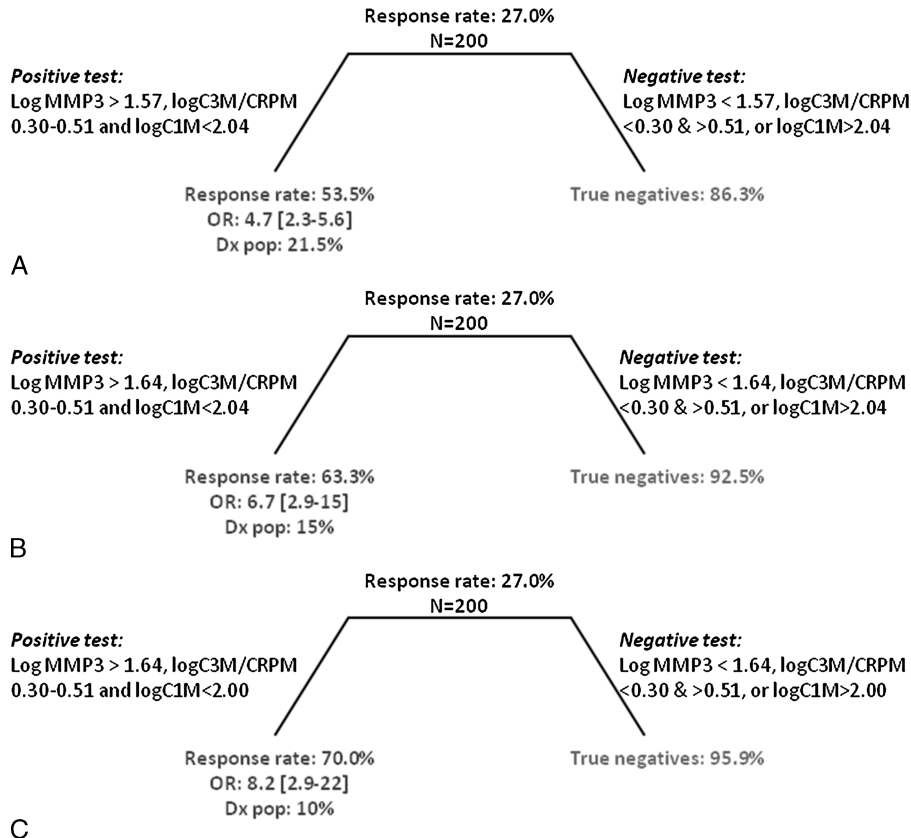 Response rate: 27.0%
N=200
Positive test:
Log MMP3 > 1.57, logC3M/CRPM
0.30-0.51 and logC1M<2.04
Negative test:
Log MMP3 < 1.57, logC3M/CRPM
<0.30 & >0.51, or logC1M>2.04
Response rate: 53.5%
OR: 4.7 [2.3-5.6]
Dx pop: 21.5%
True negatives: 86.3%
A
Response rate: 27.0%
N=200
Positive test:
Log MMP3 > 1.64, logC3M/CRPM
0.30-0.51 and logC1M<2.04
Negative test:
Log MMP3 < 1.64, logC3M/CRPM
<0.30 & >0.51, or logC1M>2.04
Response rate: 63.3%
OR: 6.7 [2.9-15]
Dx pop: 15%
True negatives: 92.5%
B
Response rate: 27.0%
N=200
Positive test:
Log MMP3 > 1.64, logC3M/CRPM
0.30-0.51 and logC1M<2.00
Negative test:
Log MMP3 < 1.64, logC3M/CRPM
<0.30 & >0.51, or logC1M>2.00
Response rate: 70.0%
OR: 8.2 [2.9-22]
Dx pop: 10%
True negatives: 95.9%
C